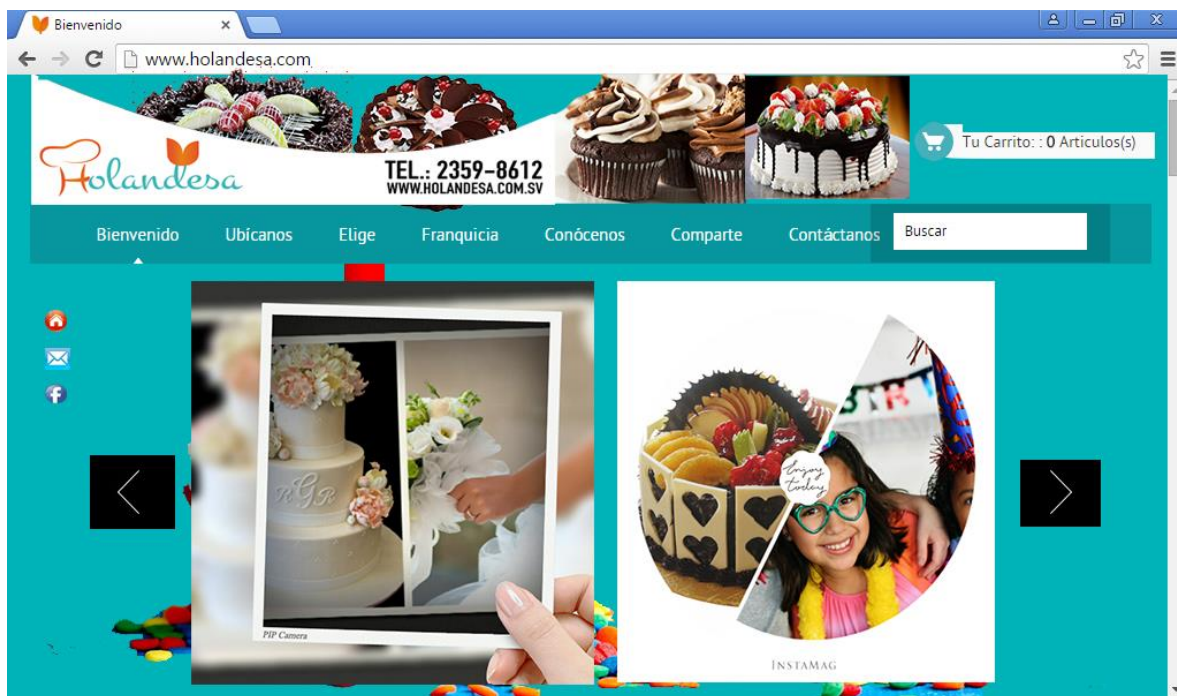 Bienvenido
www.holandesa.com
Holandesa
TEL.: 2359-8612
WWW.HOLANDESA.COM.SV
Tu Carrito: : 0 Articulos(s)
Bienvenido Ubícanos Elige Franquicia Conócenos Comparte Contáctanos Buscar
RGR
BIRT
Enjoy
today
PIP Camera
INSTAMAG